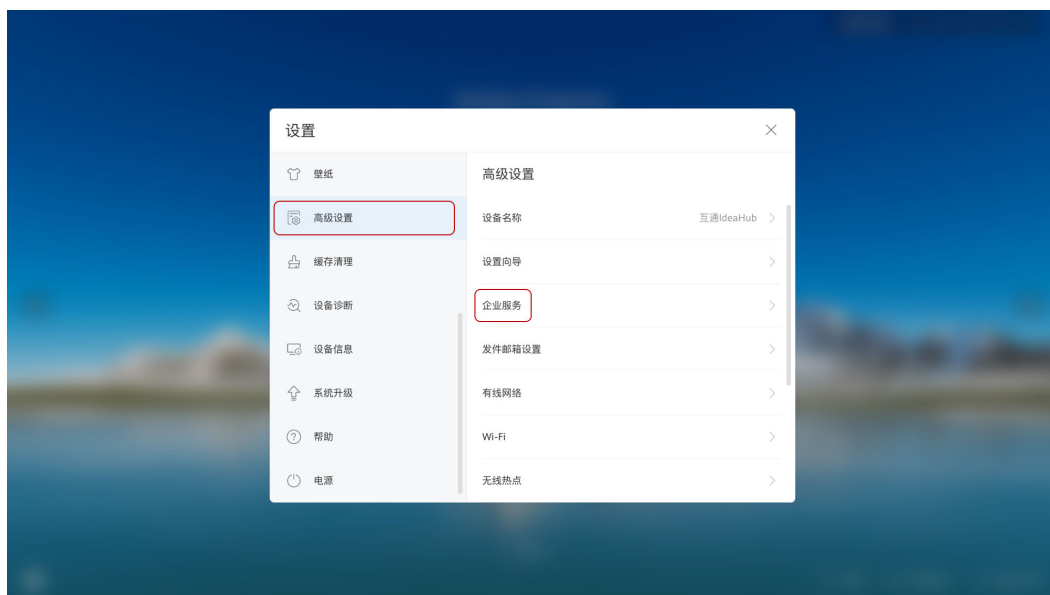 设置
壁纸
高级设置
缓存清理
设备诊断
设备信息
系统升级
帮助
电源
高级设置
设备名称 互通IdeaHub
设置向导
企业服务
发件邮箱设置
有线网络
Wi-Fi
无线热点